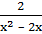 2
x² − 2x